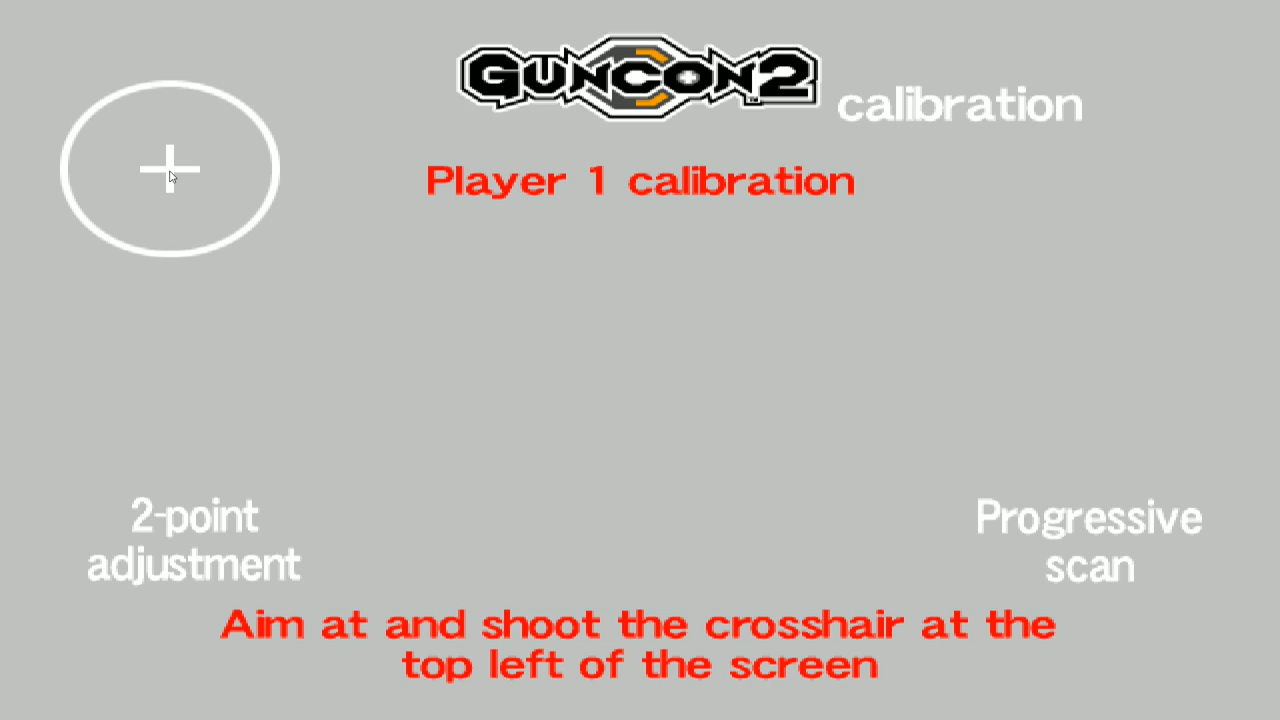 GUNCON2
TM
calibration
Player 1 calibration
2-point
adjustment
Progressive
scan
Aim at and shoot the crosshair at the
top left of the screen